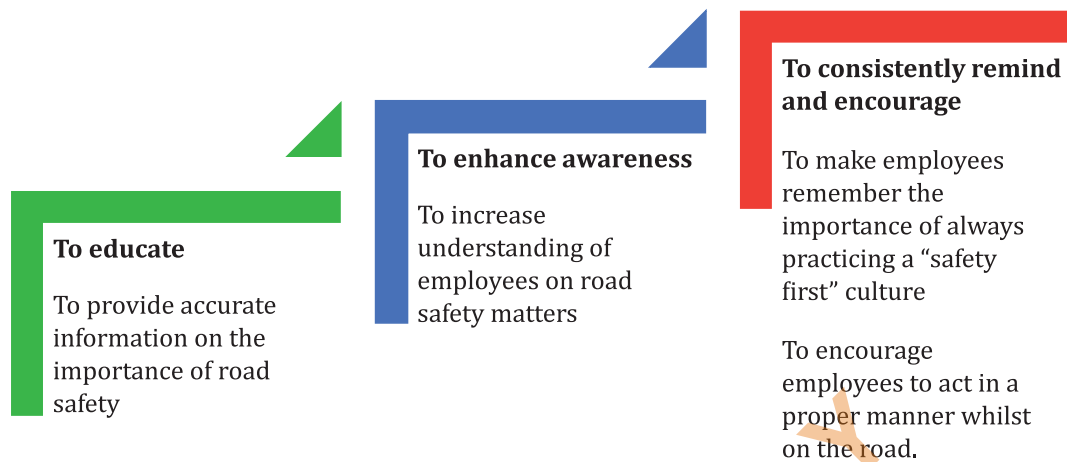 To educate
To provide accurate
information on the
importance of road
safety
To enhance awareness
To increase
understanding of
employees on road
safety matters
To consistently remind
and encourage
To make employees
remember the
importance of always
practicing a “safety
first” culture
To encourage
employees to act in a
proper manner whilst
on the road.